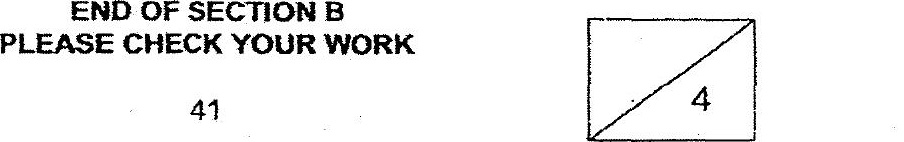 END OF SECTION B
PLEASE CHECK YOUR WORK
41
4